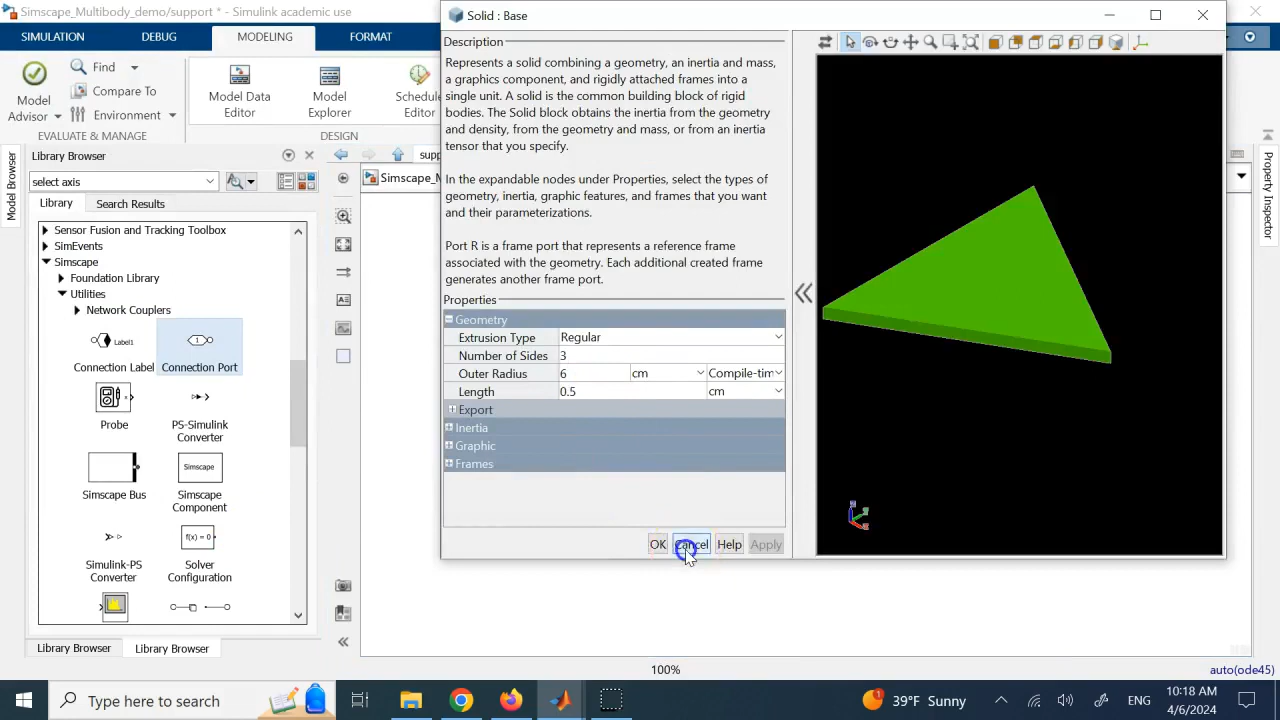 Simscape_Multibody_demo/support * - Simulink academic use
SIMULATION
DEBUG
MODELING
FORMAT
Model
Advisor
Find
Compare To
Environment
EVALUATE & MANAGE
Model Data
Editor
Model
Explorer
Schedule
Editor
DESIGN
Model Browser
Library Browser
select axis
Library
Search Results
Sensor Fusion and Tracking Toolbox
SimEvents
Simscape
Foundation Library
Utilities
Network Couplers
Label1
1
Connection Label
Connection Port
Probe
PS-Simulink
Converter
Simscape
Simscape Bus
Simscape
Component
f(x) = 0
Simulink-PS
Converter
Solver
Configuration
Library Browser
Library Browser
supp
Simscape_M
Solid : Base
Description
Represents a solid combining a geometry, an inertia and mass,
a graphics component, and rigidly attached frames into a
single unit. A solid is the common building block of rigid
bodies. The Solid block obtains the inertia from the geometry
and density, from the geometry and mass, or from an inertia
tensor that you specify.
In the expandable nodes under Properties, select the types of
geometry, inertia, graphic features, and frames that you want
and their parameterizations.
Port R is a frame port that represents a reference frame
associated with the geometry. Each additional created frame
generates another frame port.
Properties
Geometry
Extrusion Type Regular
Number of Sides 3
Outer Radius 6 cm Compile-tim
Length 0.5 cm
Export
Inertia
Graphic
Frames
OK Cancel Help Apply
Property Inspector
100%
auto(ode45)
Type here to search
39°F Sunny
ENG
10:18 AM
4/6/2024